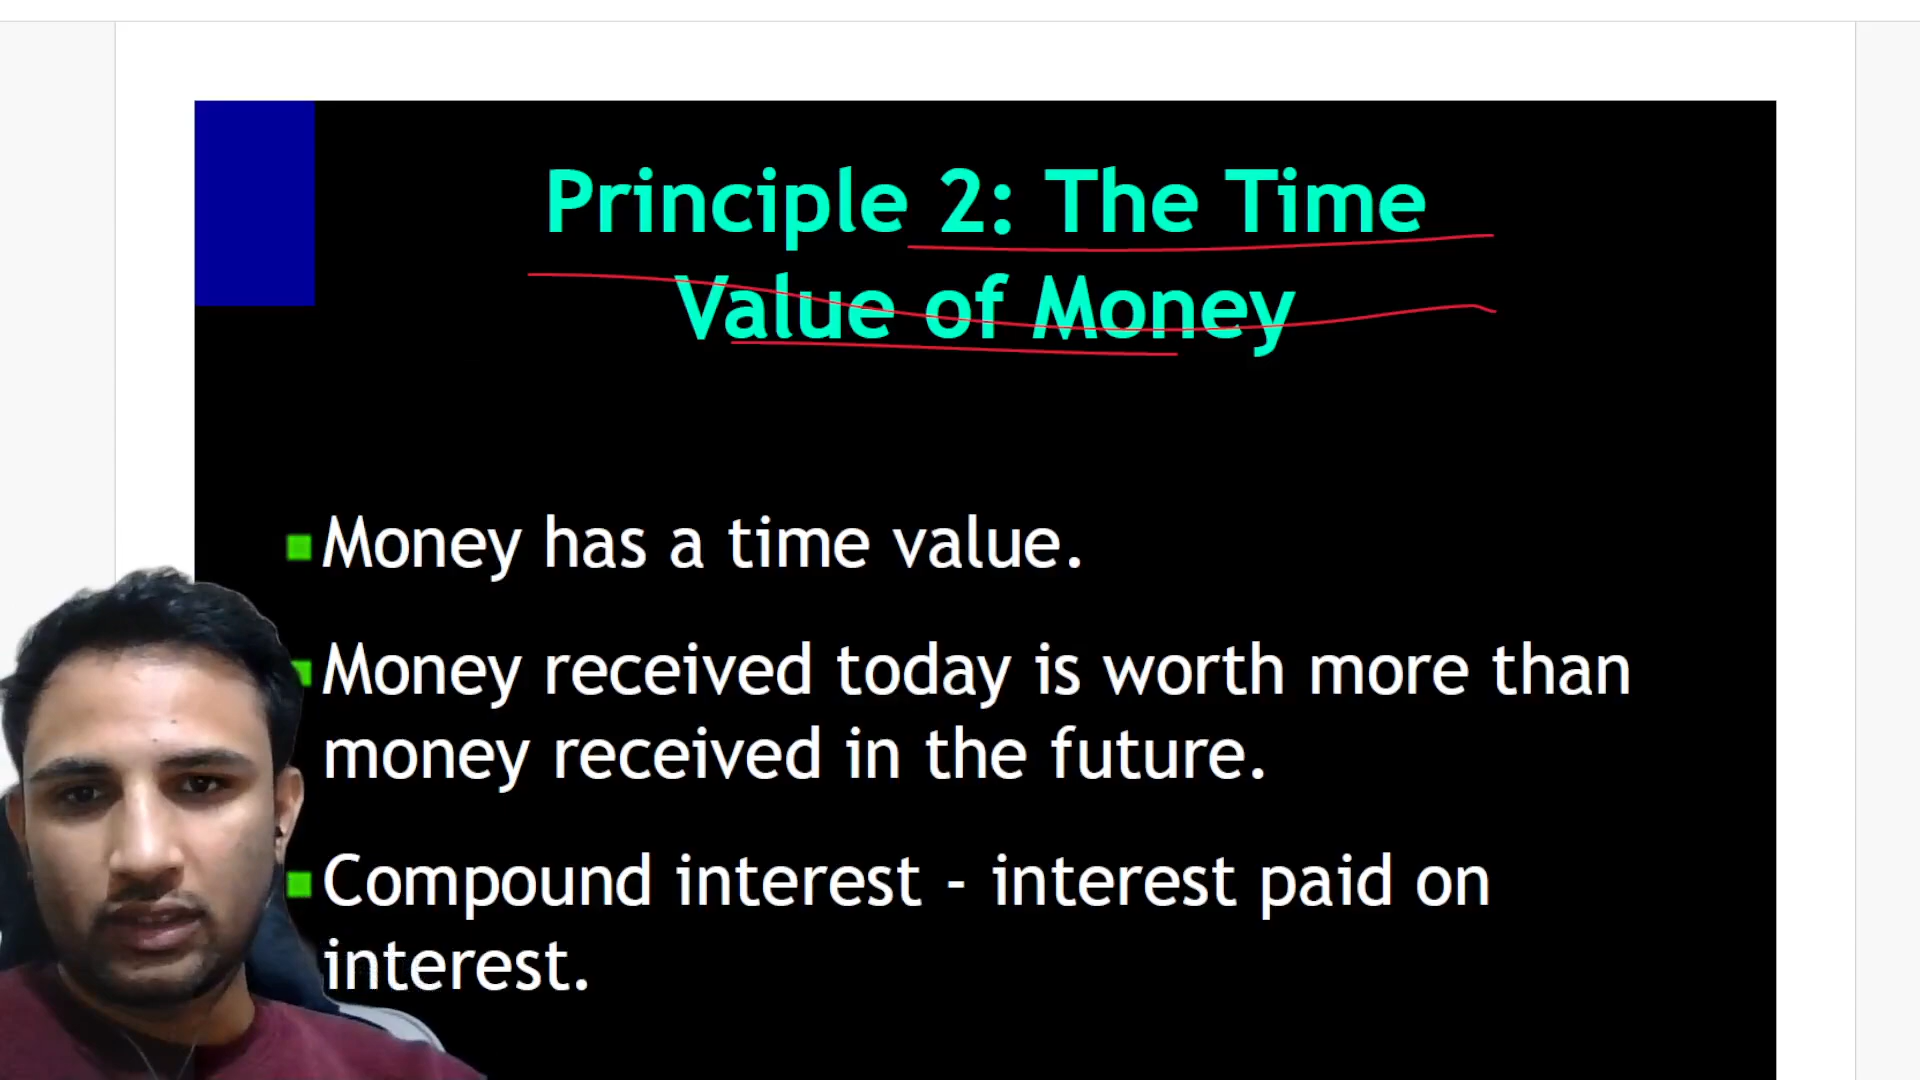 Principle 2: The Time
Value of Money
Money has a time value.
Money received today is worth more than
money received in the future.
Compound interest - interest paid on
interest.